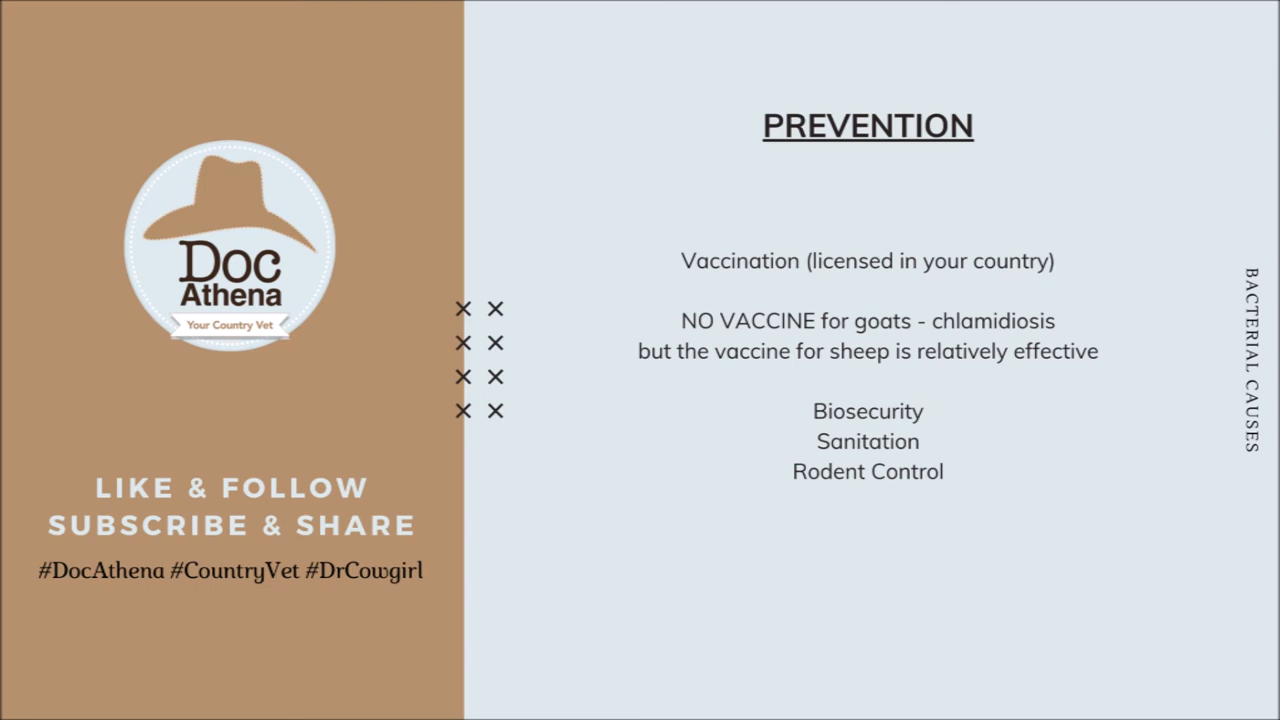 Doc
Athena
Your Country Vet
LIKE & FOLLOW
SUBSCRIBE & SHARE
#DocAthena #CountryVet #DrCowgirl
PREVENTION
Vaccination (licensed in your country)
NO VACCINE for goats - chlamidiosis
but the vaccine for sheep is relatively effective
Biosecurity
Sanitation
Rodent Control
BACTERIAL CAUSES